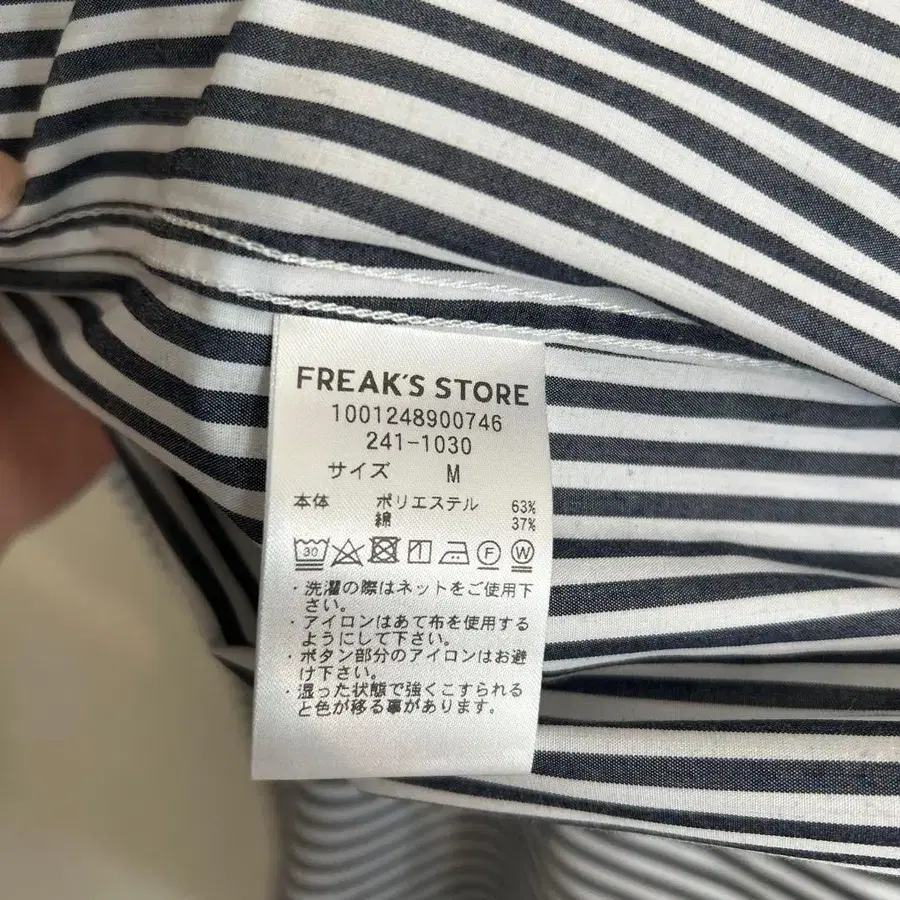 FREAK'S STORE
1001248900746
241-1030
サイズ M
本体 ポリエステル 63%
綿 37%
30 F W
・洗濯の際はネットをご使用下
さい。
・アイロンはあて布を使用する
ようにして下さい。
・ボタン部分のアイロンはお避
け下さい。
・湿った状態で強くこすられる
と色が移る事があります。